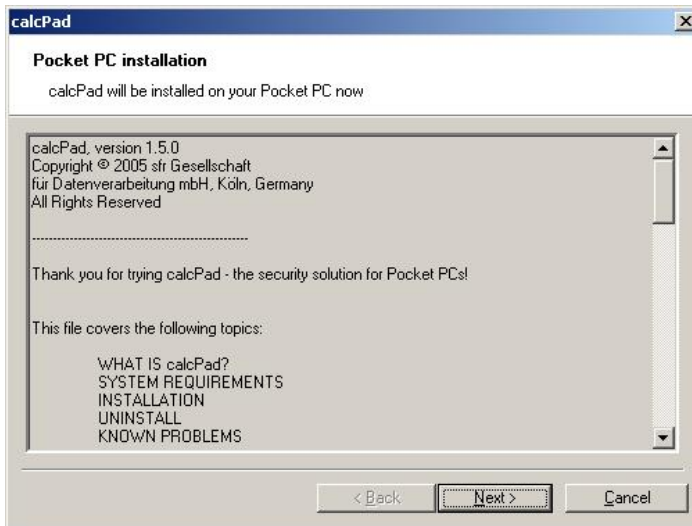 calcPad
Pocket PC installation
calcPad will be installed on your Pocket PC now
calcPad, version 1.5.0
Copyright © 2005 sfr Gesellschaft
für Datenverarbeitung mbH, Köln, Germany
All Rights Reserved
--------------------------------------------------
Thank you for trying calcPad - the security solution for Pocket PCs!
This file covers the following topics:
WHAT IS calcPad?
SYSTEM REQUIREMENTS
INSTALLATION
UNINSTALL
KNOWN PROBLEMS
< Back Next > Cancel